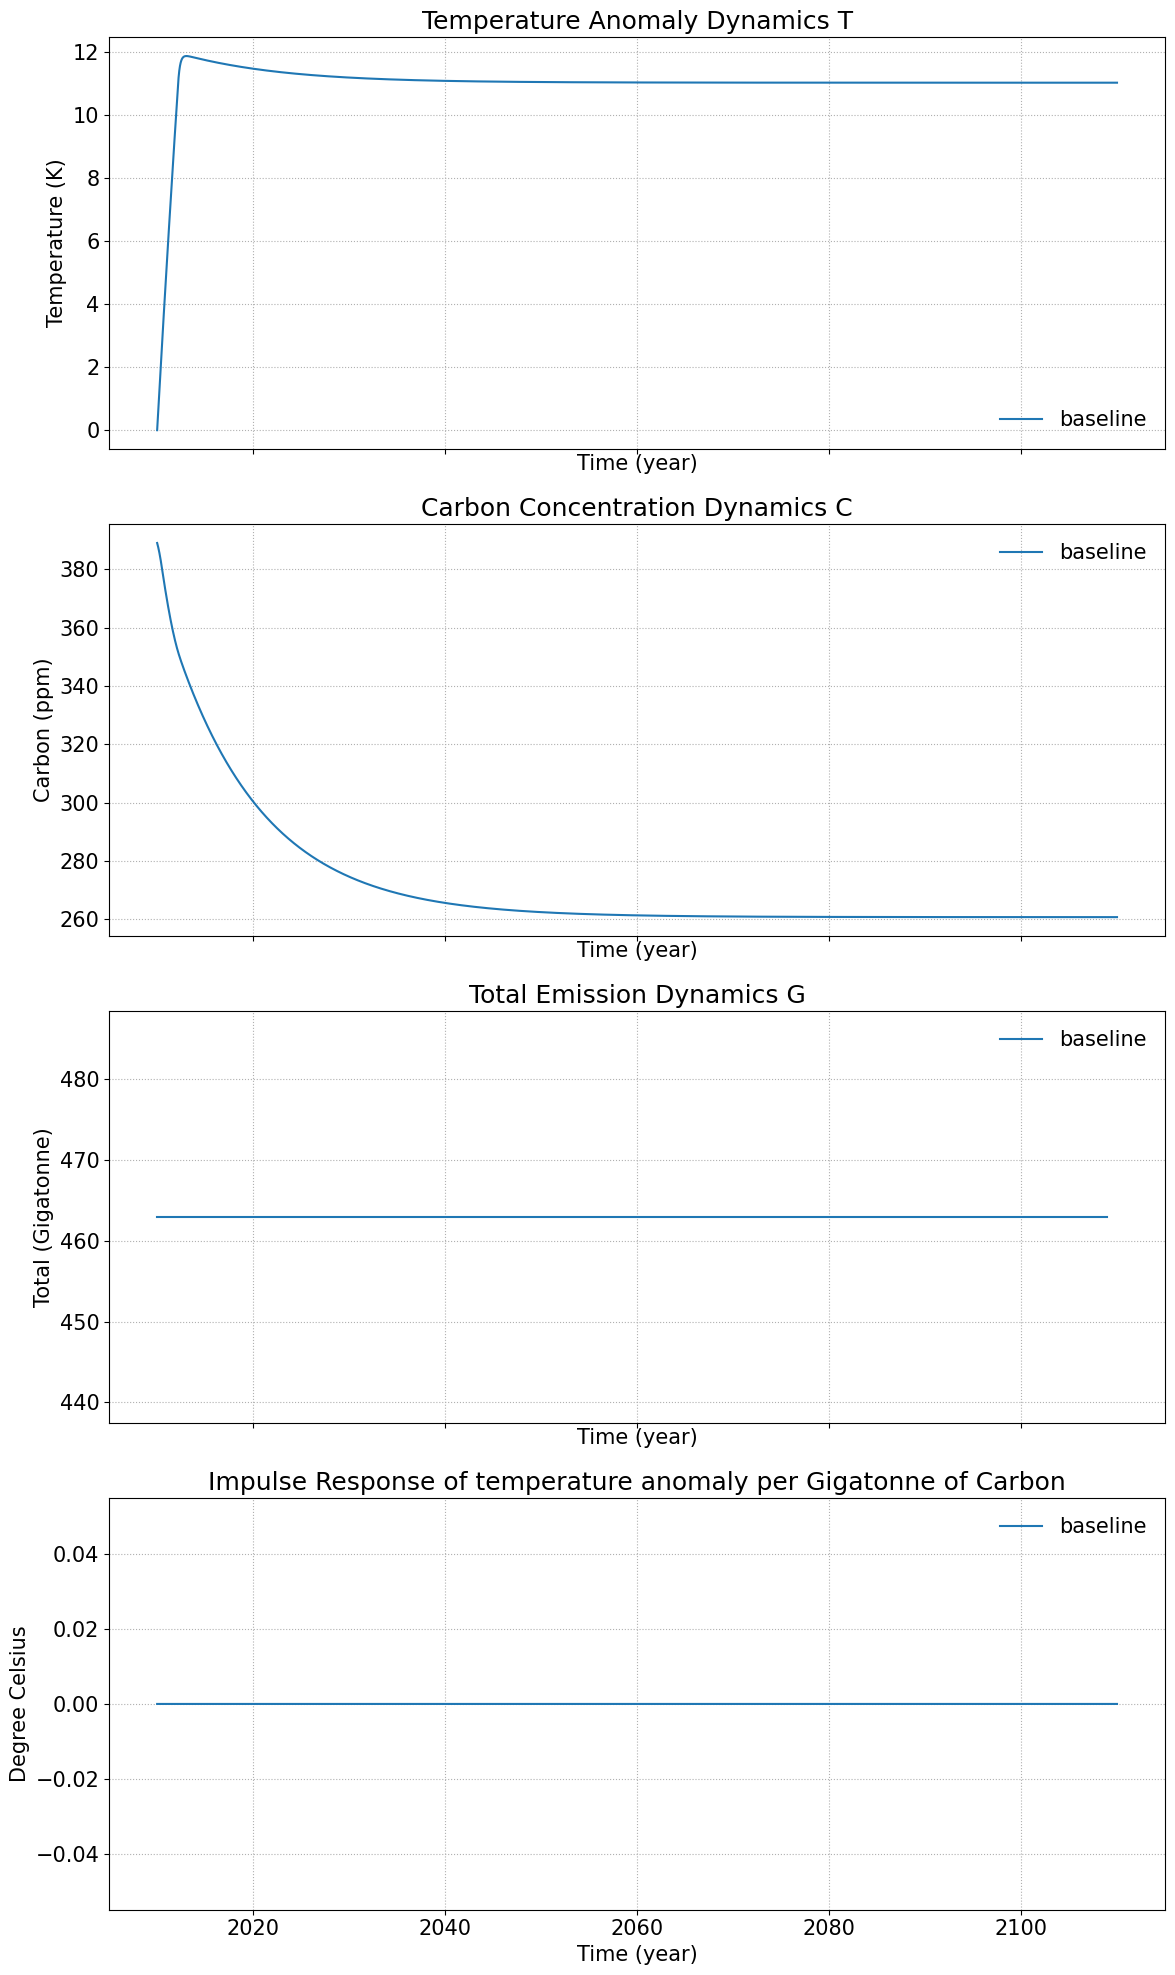 Temperature Anomaly Dynamics T
12
10
8
6
4
2
0
Temperature (K)
baseline
Time (year)
Carbon Concentration Dynamics C
baseline
380
360
340
320
300
280
260
Carbon (ppm)
Time (year)
Total Emission Dynamics G
baseline
480
470
460
450
440
Total (Gigatonne)
Time (year)
Impulse Response of temperature anomaly per Gigatonne of Carbon
baseline
0.04
0.02
0.00
−0.02
−0.04
Degree Celsius
2020 2040 2060 2080 2100
Time (year)